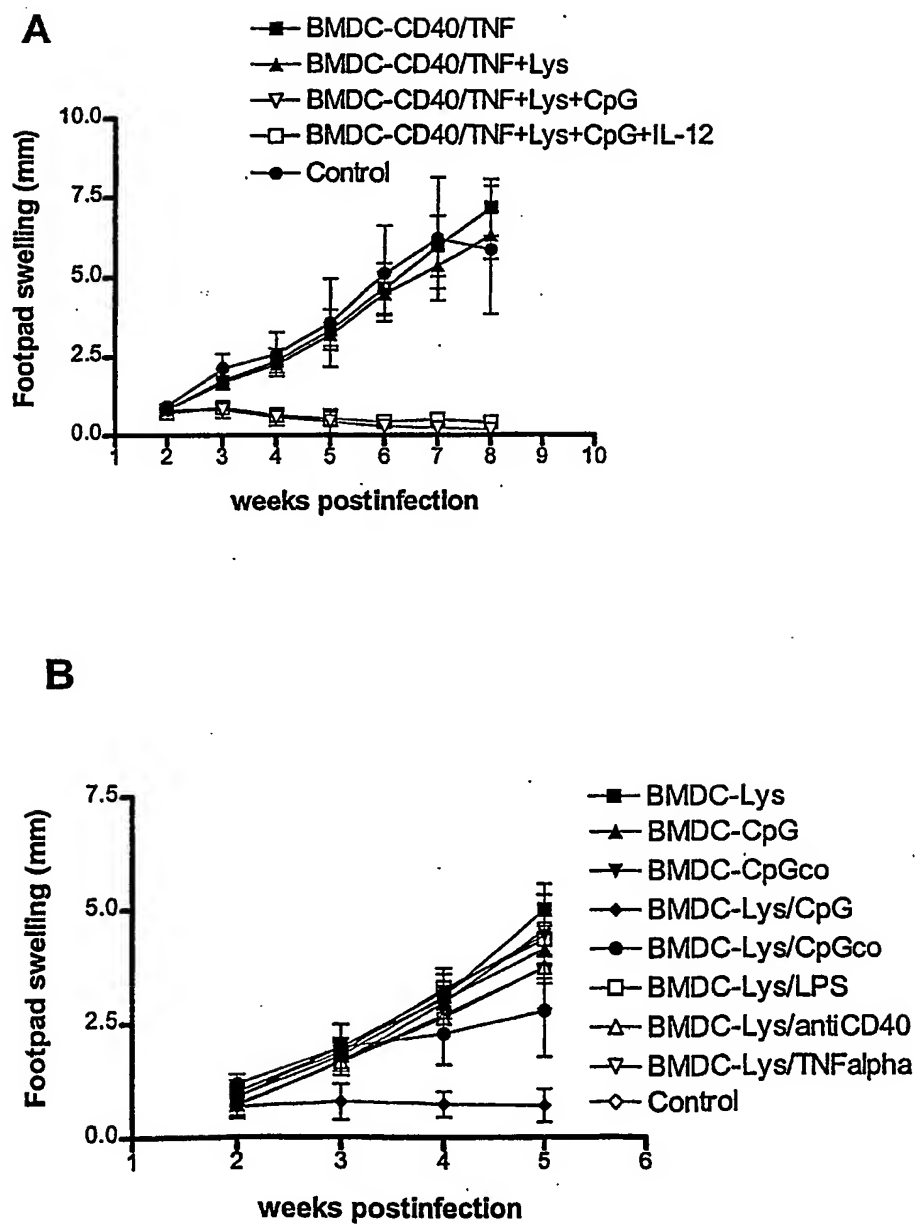 A
BMDC-CD40/TNF
BMDC-CD40/TNF+Lys
BMDC-CD40/TNF+Lys+CpG
BMDC-CD40/TNF+Lys+CpG+IL-12
Control
Footpad swelling (mm)
10.0
7.5
5.0
2.5
0.0
1 2 3 4 5 6 7 8 9 10
weeks postinfection
B
BMDC-Lys
BMDC-CpG
BMDC-CpGco
BMDC-Lys/CpG
BMDC-Lys/CpGco
BMDC-Lys/LPS
BMDC-Lys/antiCD40
BMDC-Lys/TNFalpha
Control
Footpad swelling (mm)
7.5
5.0
2.5
0.0
1 2 3 4 5 6
weeks postinfection